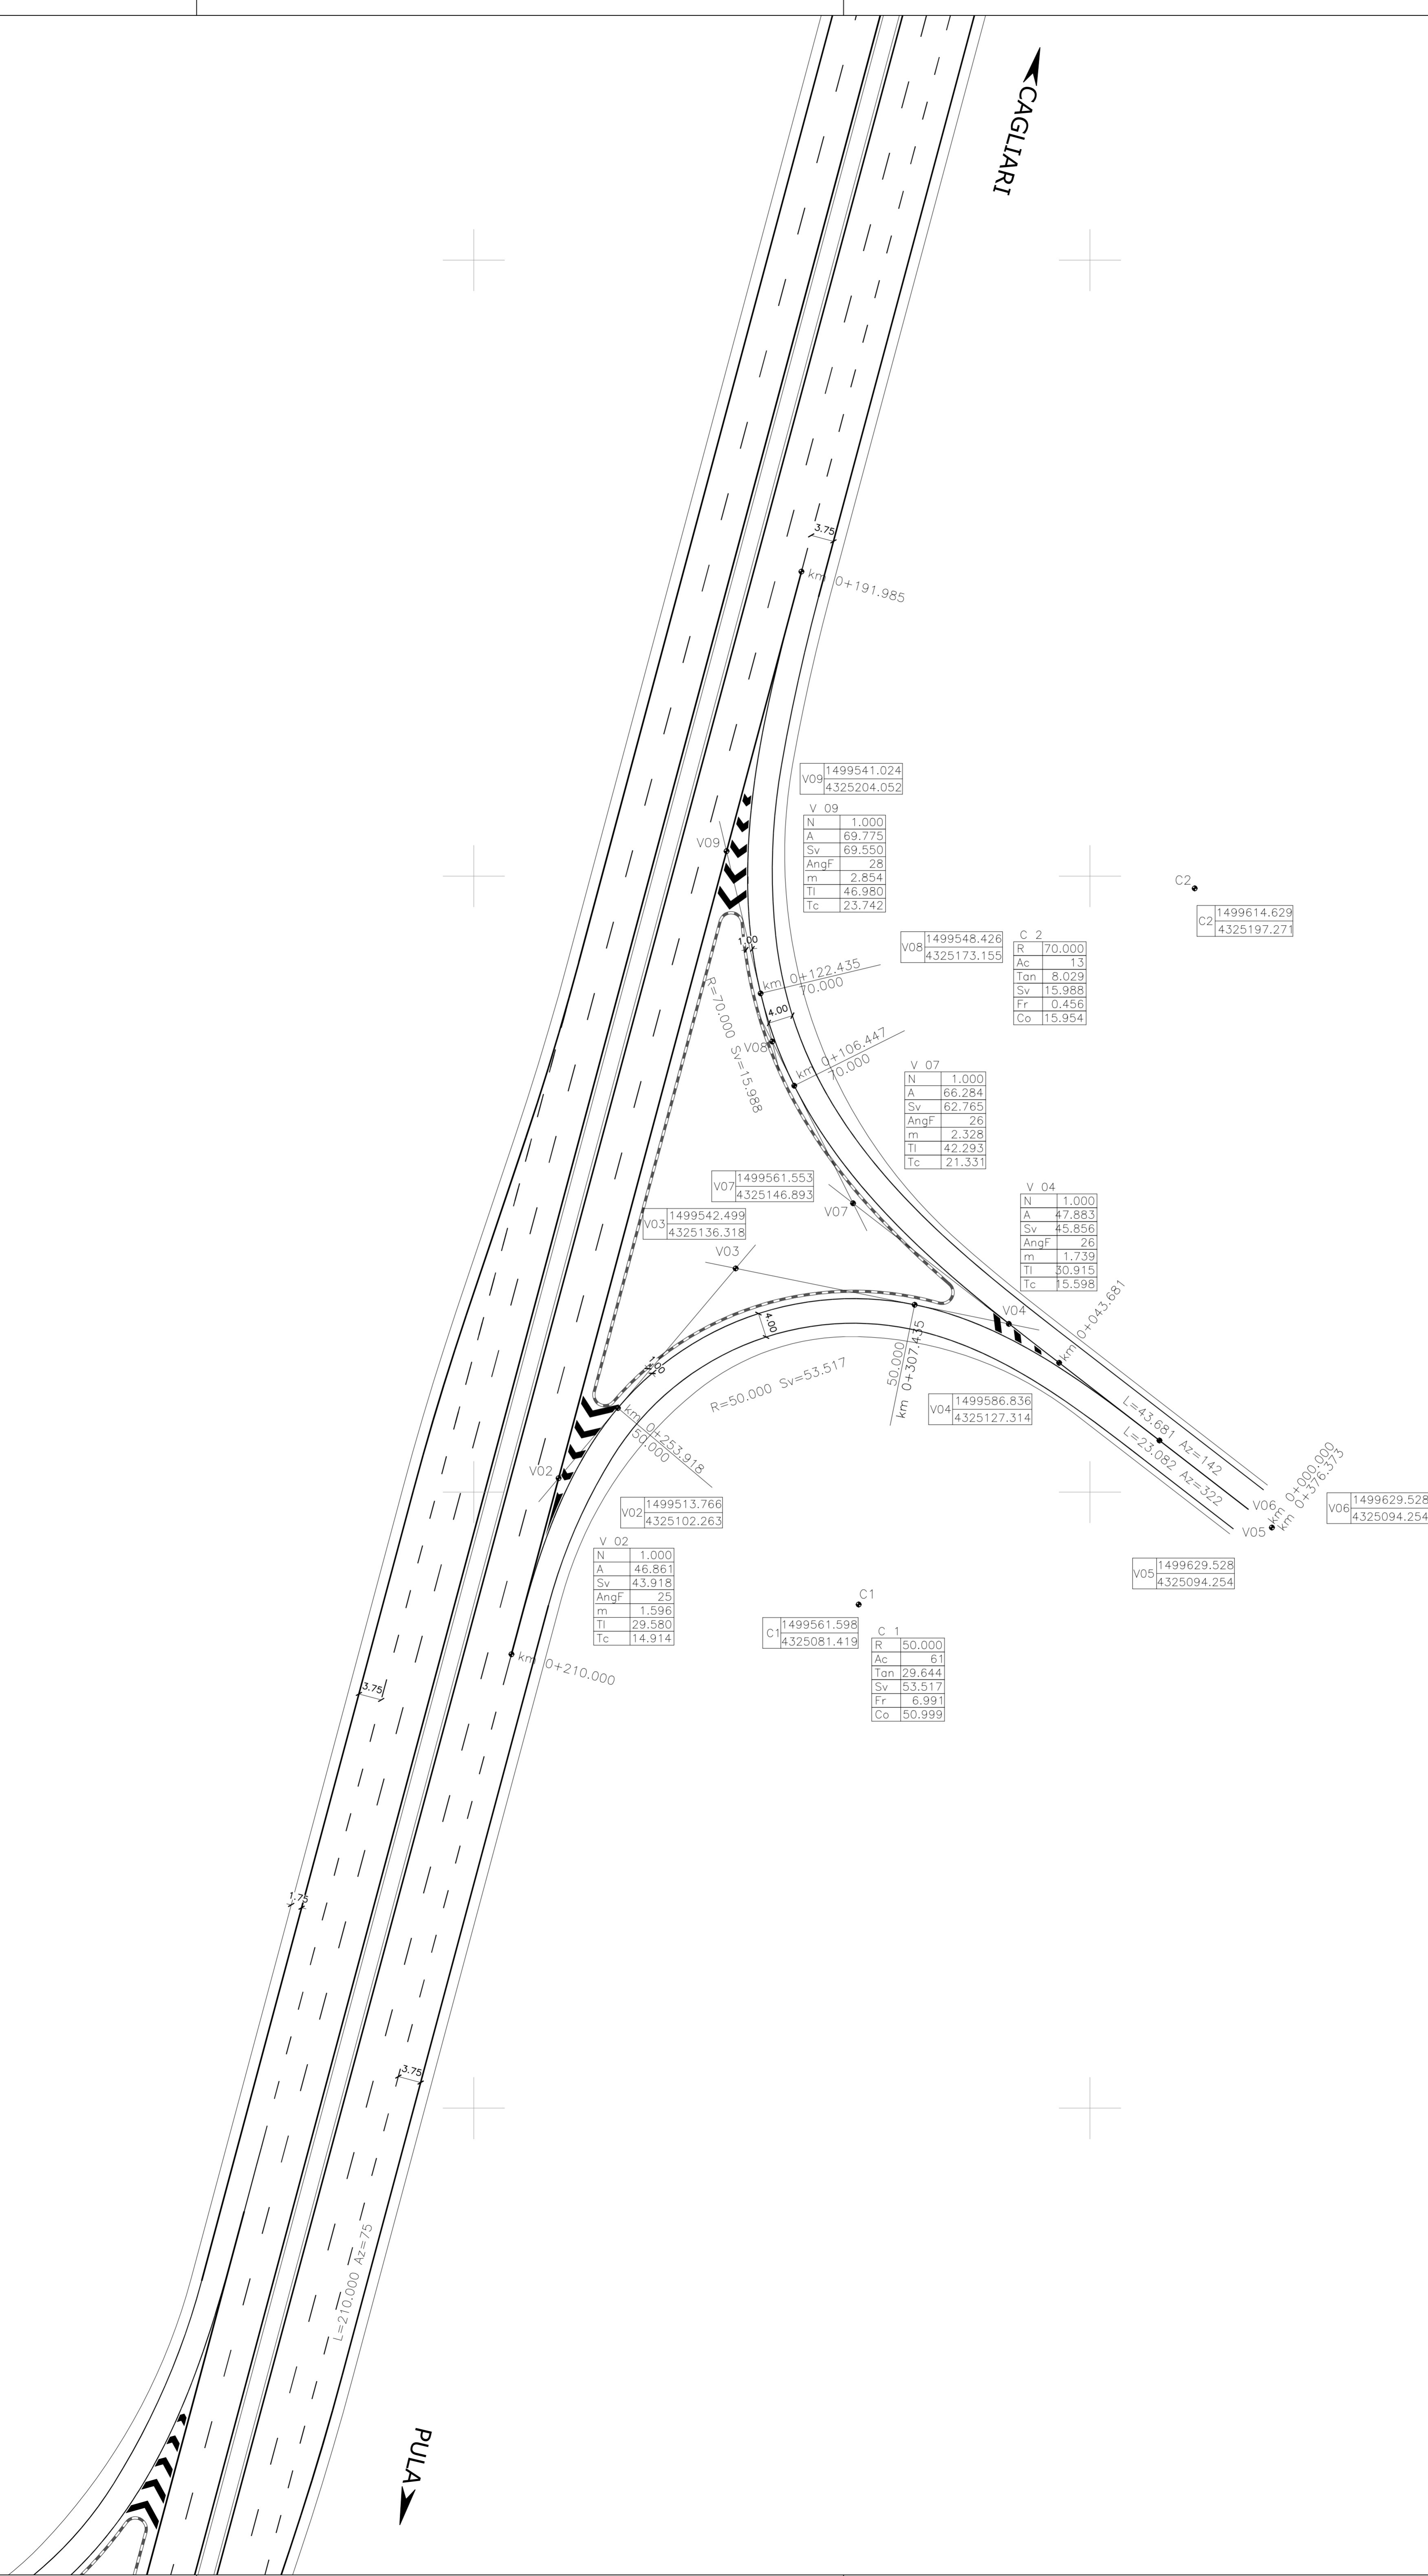 CAGLIARI
3.75
km 0+191.985
V09 1499541.024
4325204.052
V 09
N 1.000
A 69.775
Sv 69.550
AngF 28
m 2.854
Tl 46.980
Tc 23.742
V09
C2
C2 1499614.629
4325197.271
V08 1499548.426
4325173.155
C 2
R 70.000
Ac 13
Tan 8.029
Sv 15.988
Fr 0.456
Co 15.954
1.00
km 0+122.435
70.000
R=70.000 Sv=15.988
4.00
V08
km 0+106.447
70.000
V 07
N 1.000
A 66.284
Sv 62.765
AngF 26
m 2.328
Tl 42.293
Tc 21.331
V07 1499561.553
4325146.893
V07
V03 1499542.499
4325136.318
V03
V 04
N 1.000
A 47.883
Sv 45.856
AngF 26
m 1.739
Tl 30.915
Tc 15.598
V04
km 0+043.681
4.00
50.000
km 0+307.435
1.00
R=50.000 Sv=53.517
V04 1499586.836
4325127.314
km 0+253.918
50.000
L=43.681 Az=142
L=23.082 Az=322
V02
V02 1499513.766
4325102.263
V06
V05
km 0+000.000
km 0+376.373
V06 1499629.528
4325094.254
V05 1499629.528
4325094.254
V 02
N 1.000
A 46.861
Sv 43.918
AngF 25
m 1.596
Tl 29.580
Tc 14.914
C1
C1 1499561.598
4325081.419
C 1
R 50.000
Ac 61
Tan 29.644
Sv 53.517
Fr 6.991
Co 50.999
km 0+210.000
3.75
1.75
3.75
L=210.000 Az=75
PULA